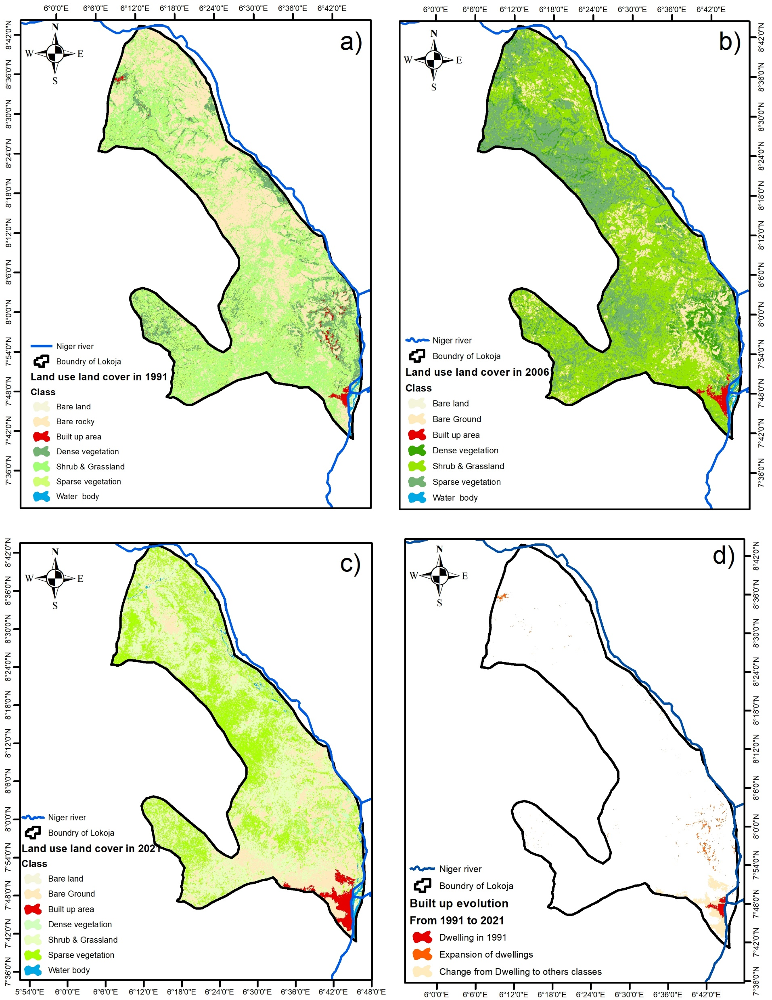 6°0'0"E 6°6'0"E 6°12'0"E 6°18'0"E 6°24'0"E 6°30'0"E 6°36'0"E 6°42'0"E
8°42'0"N
8°36'0"N
8°30'0"N
8°24'0"N
8°18'0"N
8°12'0"N
8°6'0"N
8°0'0"N
7°54'0"N
7°48'0"N
7°42'0"N
7°36'0"N
N
W E
S
a)
Niger river
Boundry of Lokoja
Land use land cover in 1991
Class
Bare land
Bare rocky
Built up area
Dense vegetation
Shrub & Grassland
Sparse vegetation
Water body
6°0'0"E 6°6'0"E 6°12'0"E 6°18'0"E 6°24'0"E 6°30'0"E 6°36'0"E 6°42'0"E
N
W E
S
b)
8°42'0"N
8°36'0"N
8°30'0"N
8°24'0"N
8°18'0"N
8°12'0"N
8°6'0"N
8°0'0"N
7°54'0"N
7°48'0"N
7°42'0"N
7°36'0"N
Niger river
Boundry of Lokoja
Land use land cover in 2006
Class
Bare land
Bare Ground
Built up area
Dense vegetation
Shrub & Grassland
Sparse vegetation
Water body
8°42'0"N
8°36'0"N
8°30'0"N
8°24'0"N
8°18'0"N
8°12'0"N
8°6'0"N
8°0'0"N
7°54'0"N
7°48'0"N
7°42'0"N
7°36'0"N
N
W E
S
c)
Niger river
Boundry of Lokoja
Land use land cover in 2021
Class
Bare land
Bare Ground
Built up area
Dense vegetation
Shrub & Grassland
Sparse vegetation
Water body
5°54'0"E 6°0'0"E 6°6'0"E 6°12'0"E 6°18'0"E 6°24'0"E 6°30'0"E 6°36'0"E 6°42'0"E 6°48'0"E
N
W E
S
d)
8°42'0"N
8°36'0"N
8°30'0"N
8°24'0"N
8°18'0"N
8°12'0"N
8°6'0"N
8°0'0"N
7°54'0"N
7°48'0"N
7°42'0"N
7°36'0"N
Niger river
Boundry of Lokoja
Built up evolution
From 1991 to 2021
Dwelling in 1991
Expansion of dwellings
Change from Dwelling to others classes
6°0'0"E 6°6'0"E 6°12'0"E 6°18'0"E 6°24'0"E 6°30'0"E 6°36'0"E 6°42'0"E